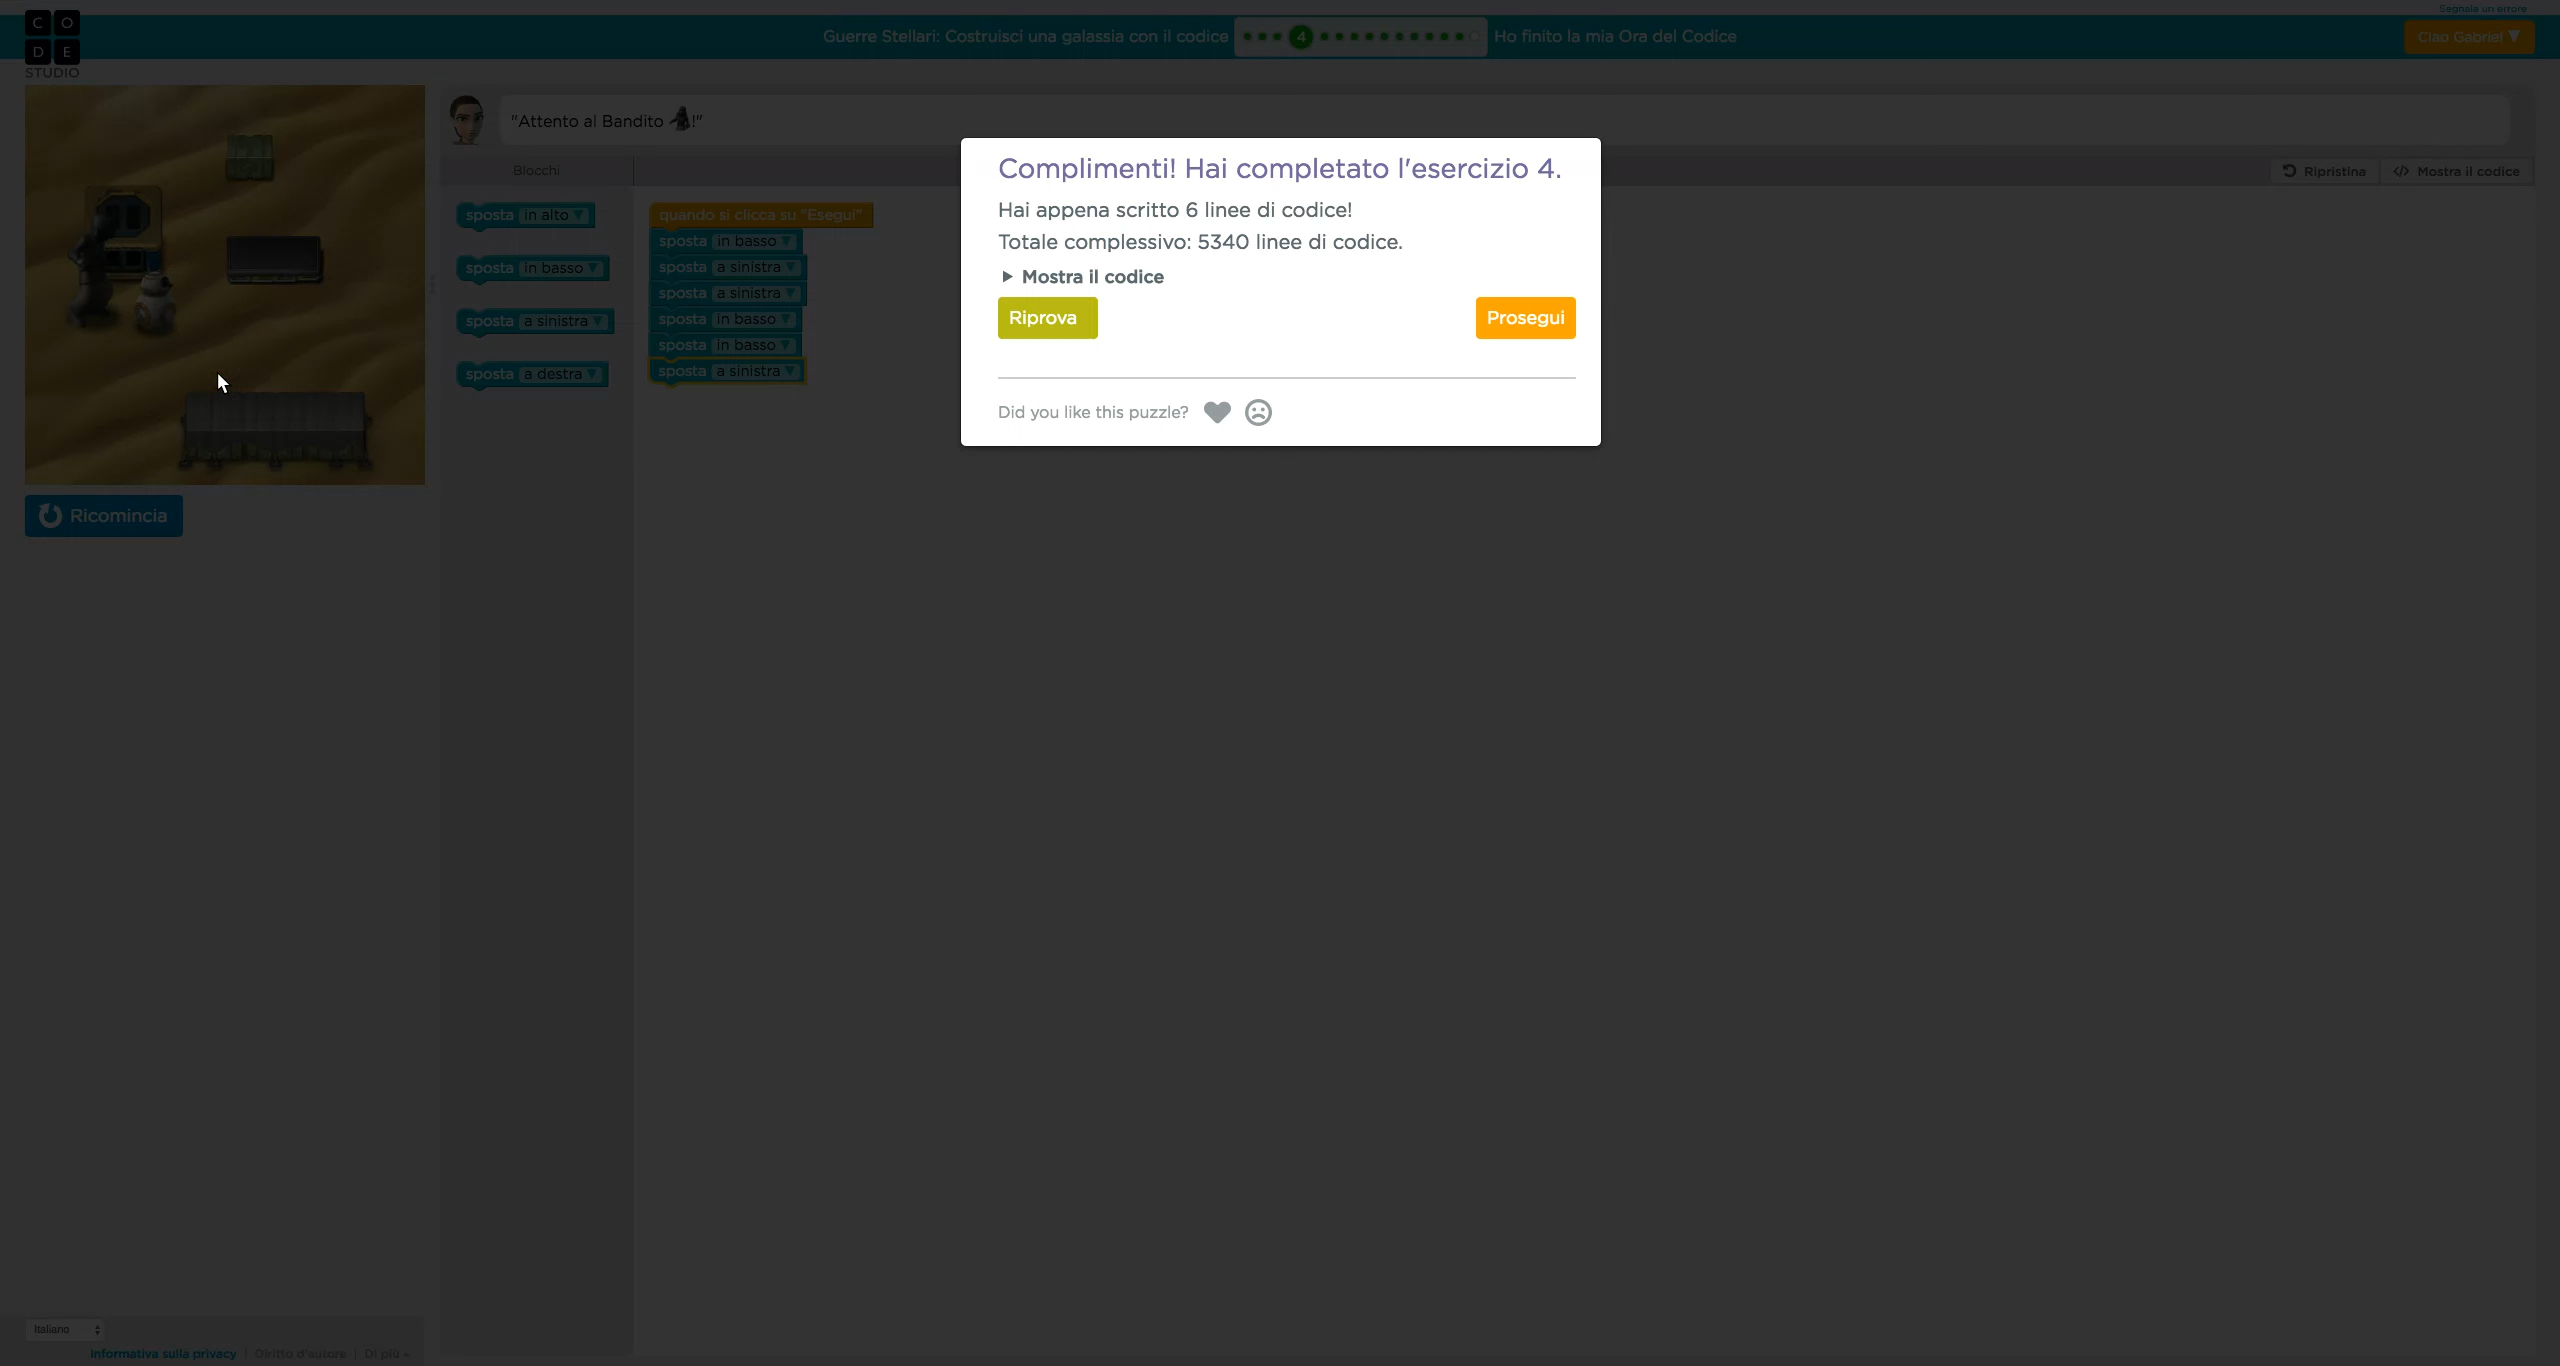 Segnala un errore
C O
D E
STUDIO
Guerre Stellari: Costruisci una galassia con il codice
4
Ho finito la mia Ora del Codice
Ciao Gabriel ▼
"Attento al Bandito !"
Blocchi
Ripristina
Mostra il codice
sposta in alto ▼
sposta in basso ▼
sposta a sinistra ▼
sposta a destra ▼
quando si clicca su "Esegui"
sposta in basso ▼
sposta a sinistra ▼
sposta a sinistra ▼
sposta in basso ▼
sposta in basso ▼
sposta a sinistra ▼
Complimenti! Hai completato l'esercizio 4.
Hai appena scritto 6 linee di codice!
Totale complessivo: 5340 linee di codice.
Mostra il codice
Riprova
Prosegui
Did you like this puzzle?
Ricomincia
Italiano
Informativa sulla privacy | Diritto d'autore | Di più